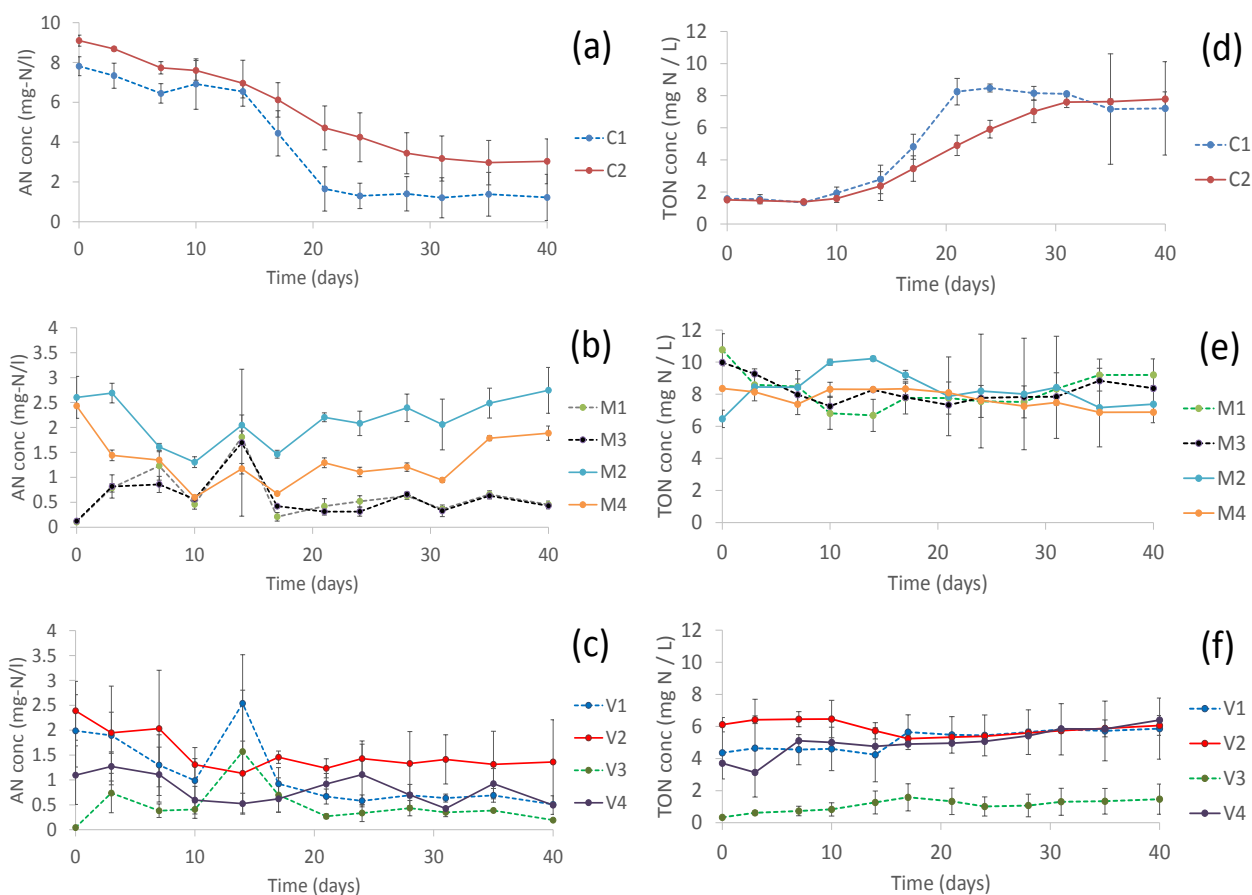 (a)
AN conc (mg-N/l)
10
8
6
4
2
0
0 10 20 30 40
Time (days)
C1
C2
(d)
TON conc (mg N / L)
12
10
8
6
4
2
0
0 10 20 30 40
Time (days)
C1
C2
(b)
AN conc (mg-N/l)
4
3.5
3
2.5
2
1.5
1
0.5
0
0 10 20 30 40
Time (days)
M1
M3
M2
M4
(e)
TON conc (mg N / L)
12
10
8
6
4
2
0
0 10 20 30 40
Time (days)
M1
M3
M2
M4
(c)
AN conc (mg-N/l)
4
3.5
3
2.5
2
1.5
1
0.5
0
0 10 20 30 40
Time (days)
V1
V2
V3
V4
(f)
TON conc (mg N / L)
12
10
8
6
4
2
0
0 10 20 30 40
Time (days)
V1
V2
V3
V4